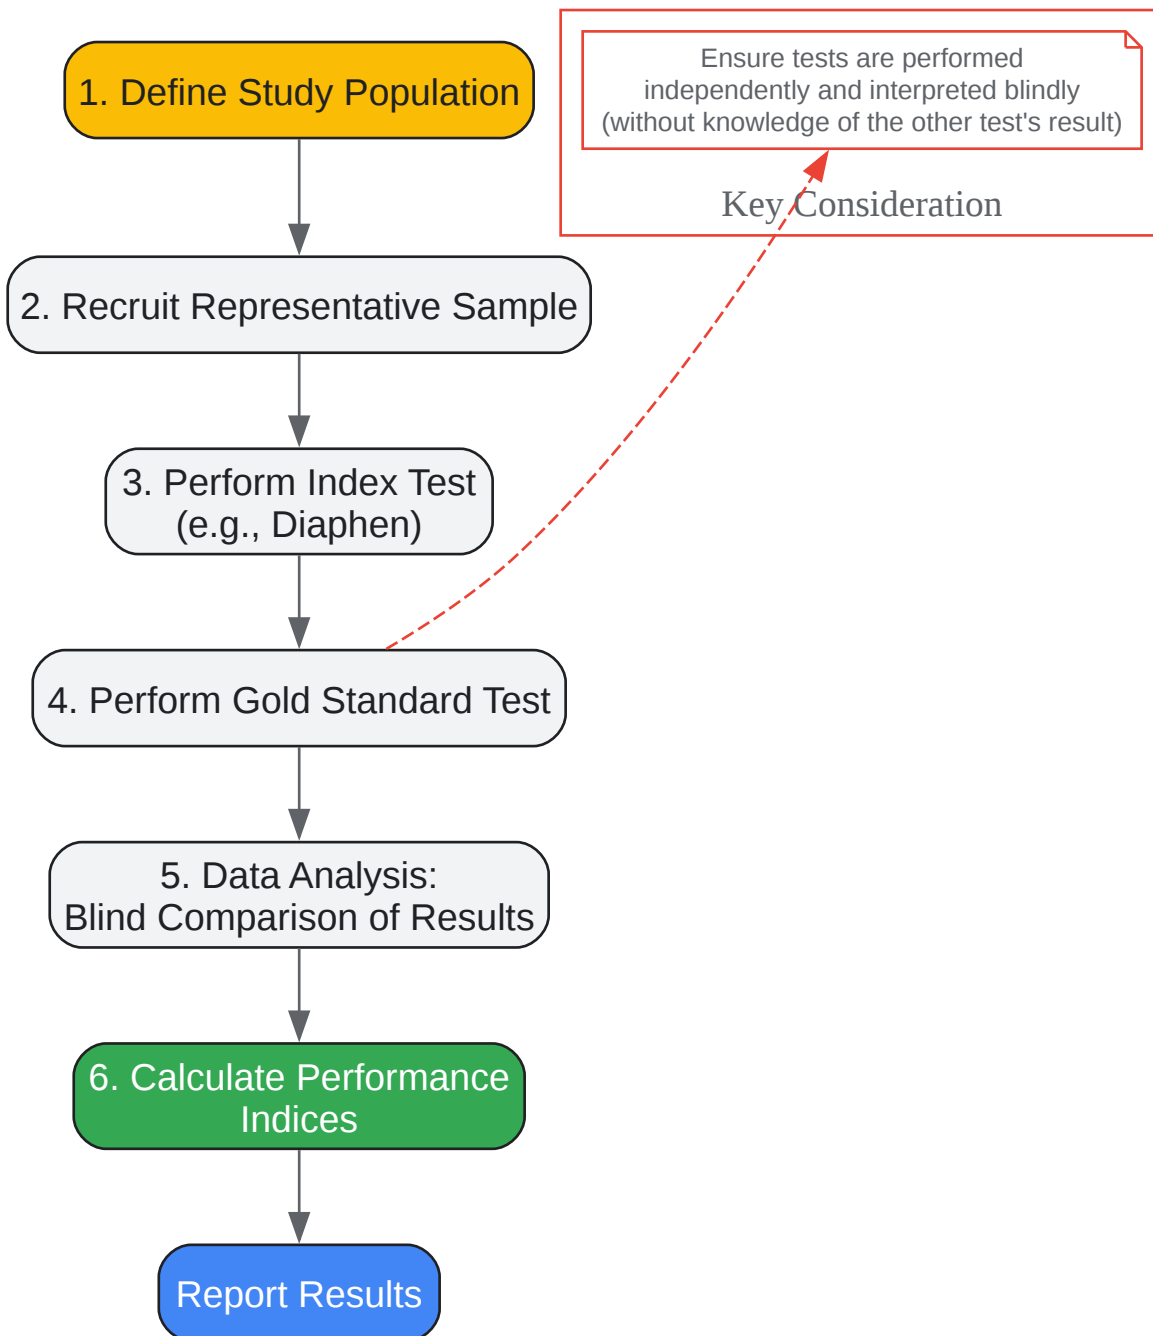 1. Define Study Population
Ensure tests are performed
independently and interpreted blindly
(without knowledge of the other test's result)
Key Consideration
2. Recruit Representative Sample
3. Perform Index Test
(e.g., Diaphen)
4. Perform Gold Standard Test
5. Data Analysis:
Blind Comparison of Results
6. Calculate Performance
Indices
Report Results